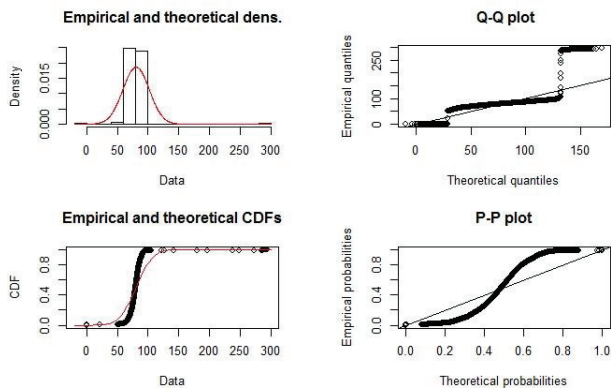 Empirical and theoretical dens.
Density
0.000 0.015
0 50 100 150 200 250 300
Data
Q-Q plot
Empirical quantiles
0 100 250
0 50 100 150
Theoretical quantiles
Empirical and theoretical CDFs
CDF
0.0 0.4 0.8
0 50 100 150 200 250 300
Data
P-P plot
Empirical probabilities
0.0 0.4 0.8
0.0 0.2 0.4 0.6 0.8 1.0
Theoretical probabilities